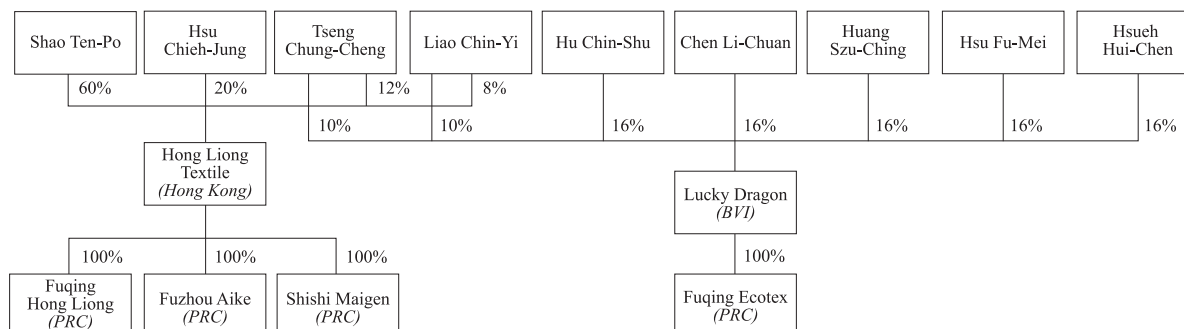 Shao Ten-Po
Hsu
Chieh-Jung
Tseng
Chung-Cheng
Liao Chin-Yi
Hu Chin-Shu
Chen Li-Chuan
Huang
Szu-Ching
Hsu Fu-Mei
Hsueh
Hui-Chen
60%
20%
12%
8%
10%
10%
16%
16%
16%
16%
16%
Hong Liong
Textile
(Hong Kong)
Lucky Dragon
(BVI)
100%
100%
100%
100%
Fuqing
Hong Liong
(PRC)
Fuzhou Aike
(PRC)
Shishi Maigen
(PRC)
Fuqing Ecotex
(PRC)